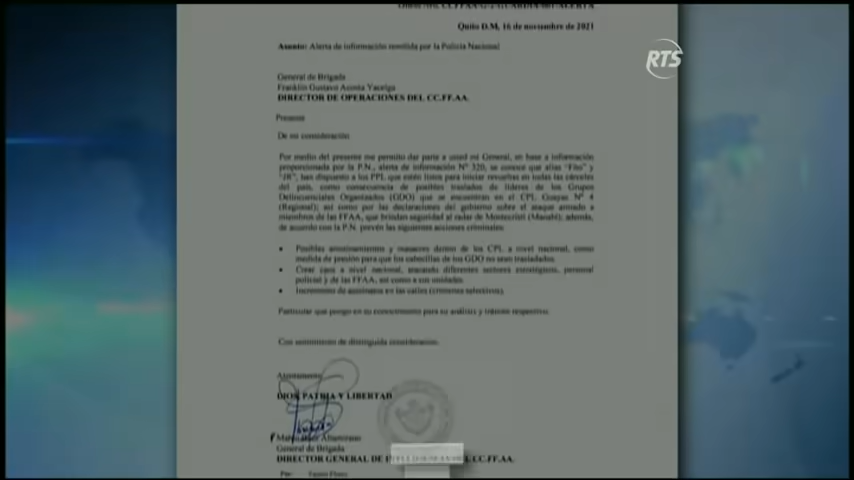 Quito D.M, 16 de noviembre de 2021
RTS
Asunto: Alerta de información remitida por la Policía Nacional
General de Brigada
Franklin Gustavo Acosta Yacelga
DIRECTOR DE OPERACIONES DEL CC.FF.AA.
Presente
De mi consideración
Por medio del presente me permito dar parte a usted mi General, en base a información
proporcionada por la P.N., alerta de información Nº 320, se conoce que alias "Fito" y
"JR", han dispuesto a los PPL que estén listos para iniciar revueltas en todas las cárceles
del país, como consecuencia de posibles traslados de líderes de los Grupos
Delincuenciales Organizados (GDO) que se encuentran en el CPL Guayas Nº 4
(Regional); así como por las declaraciones del gobierno sobre el ataque armado a
miembros de las FFAA, que brindan seguridad al radar de Montecristi (Manabí); además,
de acuerdo con la P.N. prevén las siguientes acciones criminales:
• Posibles amotinamientos y masacres dentro de los CPL a nivel nacional, como
medida de presión para que los cabecillas de los GDO no sean trasladados.
• Crear caos a nivel nacional, atacando diferentes sectores estratégicos, personal
policial y de las FFAA, así como a sus unidades.
• Incremento de asesinatos en las calles (crímenes selectivos).
Particular que pongo en su conocimiento para su análisis y trámite respectivo.
Con sentimiento de distinguida consideración.
Atentamente
DIOS, PATRIA Y LIBERTAD
Altamirano
General de Brigada
DIRECTOR GENERAL DE CC.FF.AA.